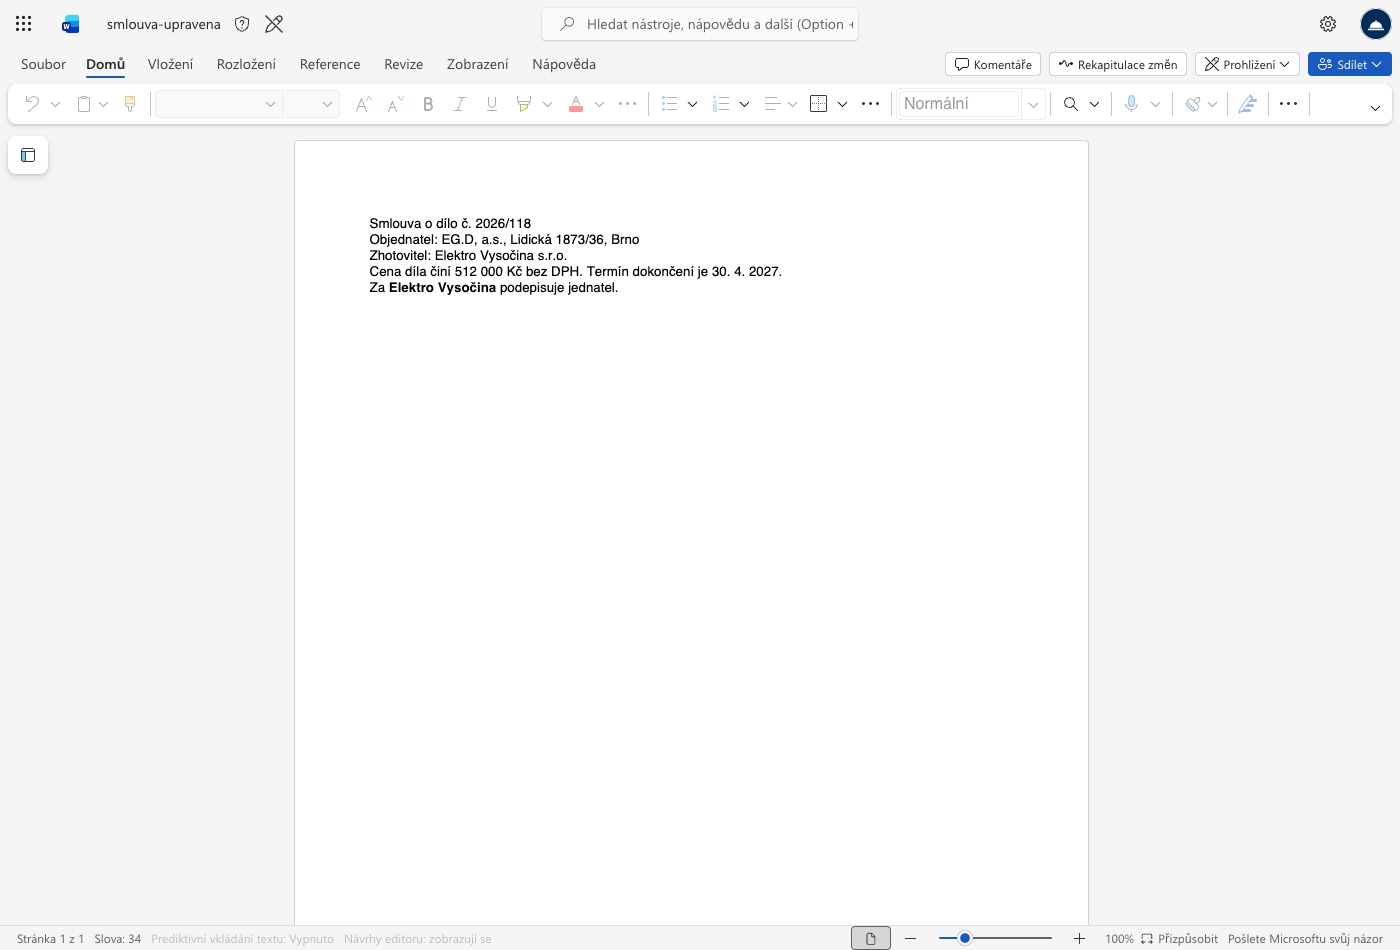 smlouva-upravena
Hledat nástroje, nápovědu a další (Option +
Soubor
Domů
Vložení
Rozložení
Reference
Revize
Zobrazení
Nápověda
Komentáře
Rekapitulace změn
Prohlížení
Sdílet
Normální
Smlouva o dílo č. 2026/118
Objednatel: EG.D, a.s., Lidická 1873/36, Brno
Zhotovitel: Elektro Vysočina s.r.o.
Cena díla činí 512 000 Kč bez DPH. Termín dokončení je 30. 4. 2027.
Za Elektro Vysočina podepisuje jednatel.
Stránka 1 z 1
Slova: 34
Prediktivní vkládání textu: Vypnuto
Návrhy editoru: zobrazují se
100%
Přizpůsobit
Pošlete Microsoftu svůj názor